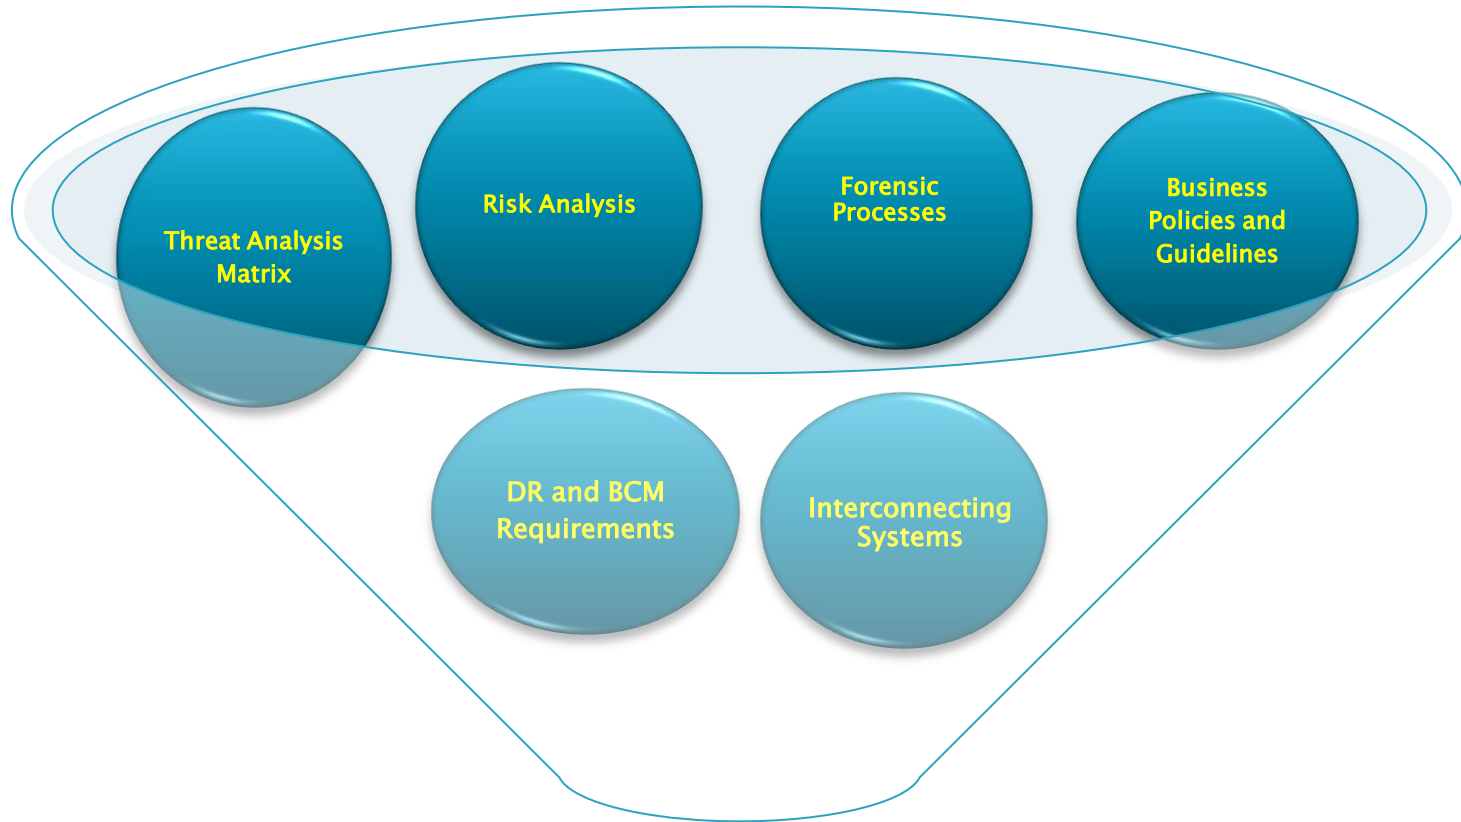 Threat Analysis
Matrix
Risk Analysis
Forensic
Processes
Business
Policies and
Guidelines
DR and BCM
Requirements
Interconnecting
Systems